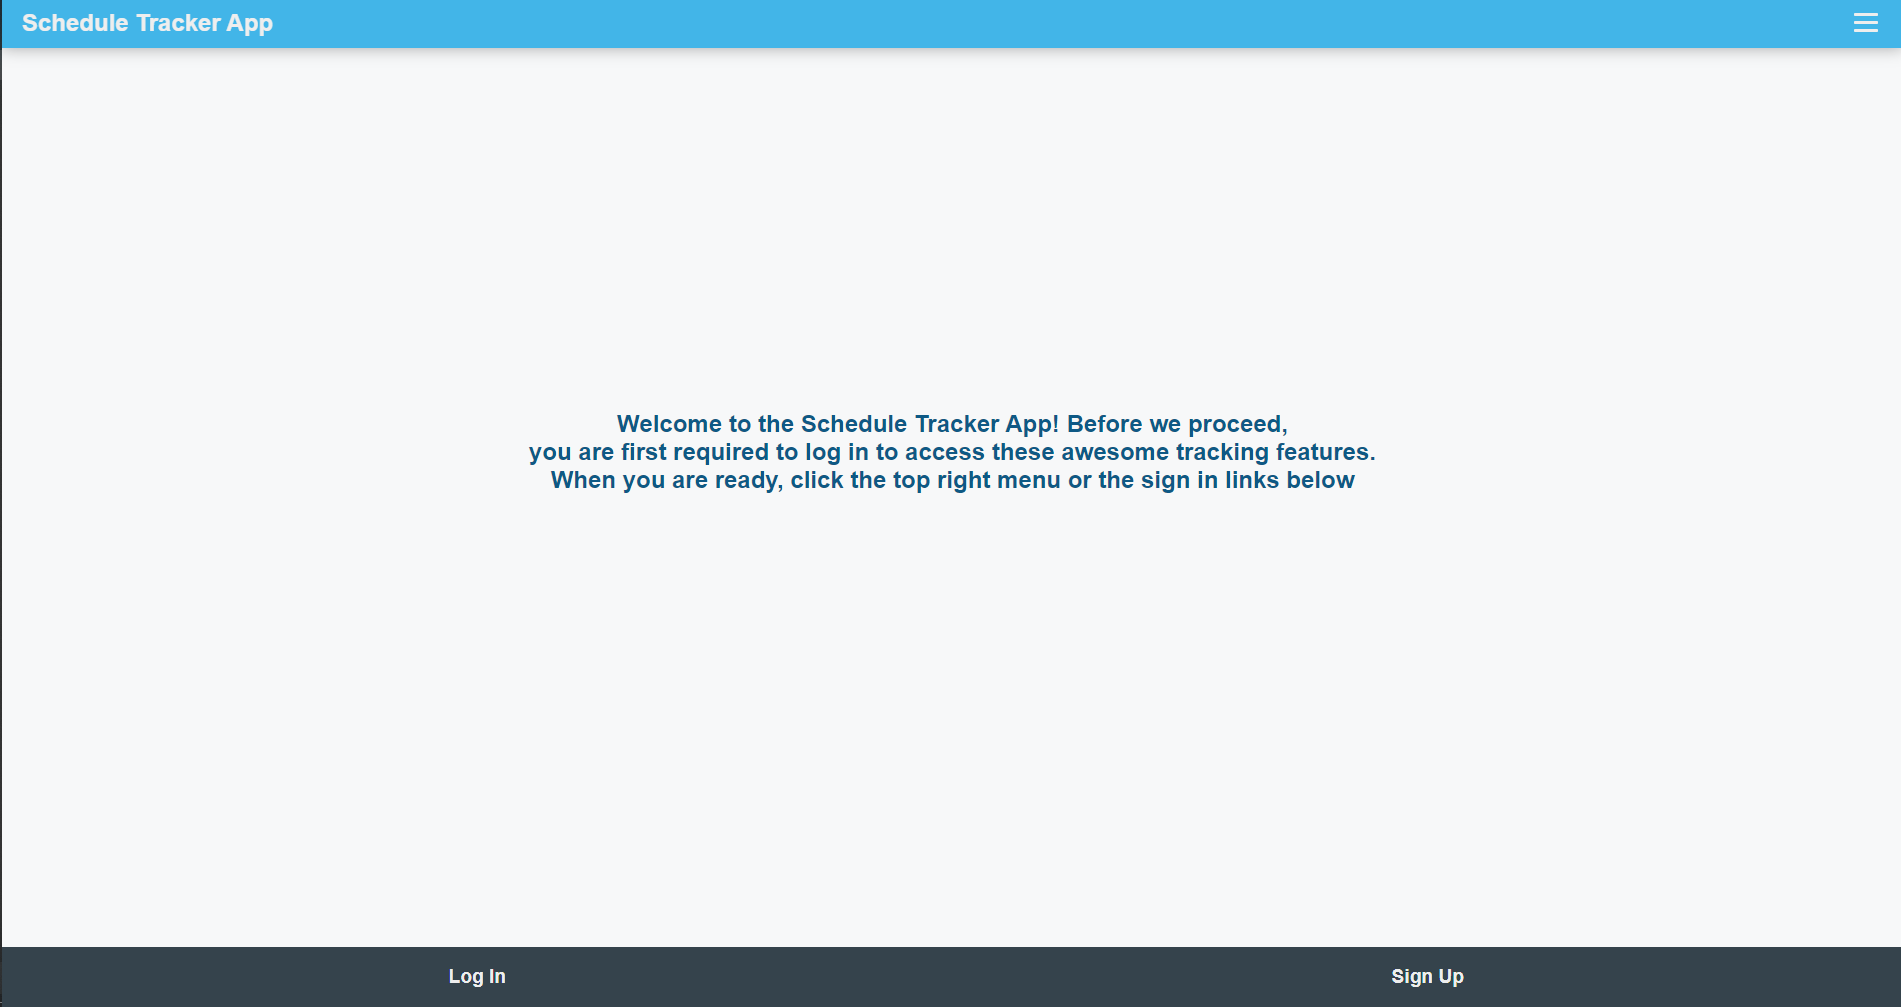 Schedule Tracker App
Welcome to the Schedule Tracker App! Before we proceed,
you are first required to log in to access these awesome tracking features.
When you are ready, click the top right menu or the sign in links below
Log In
Sign Up